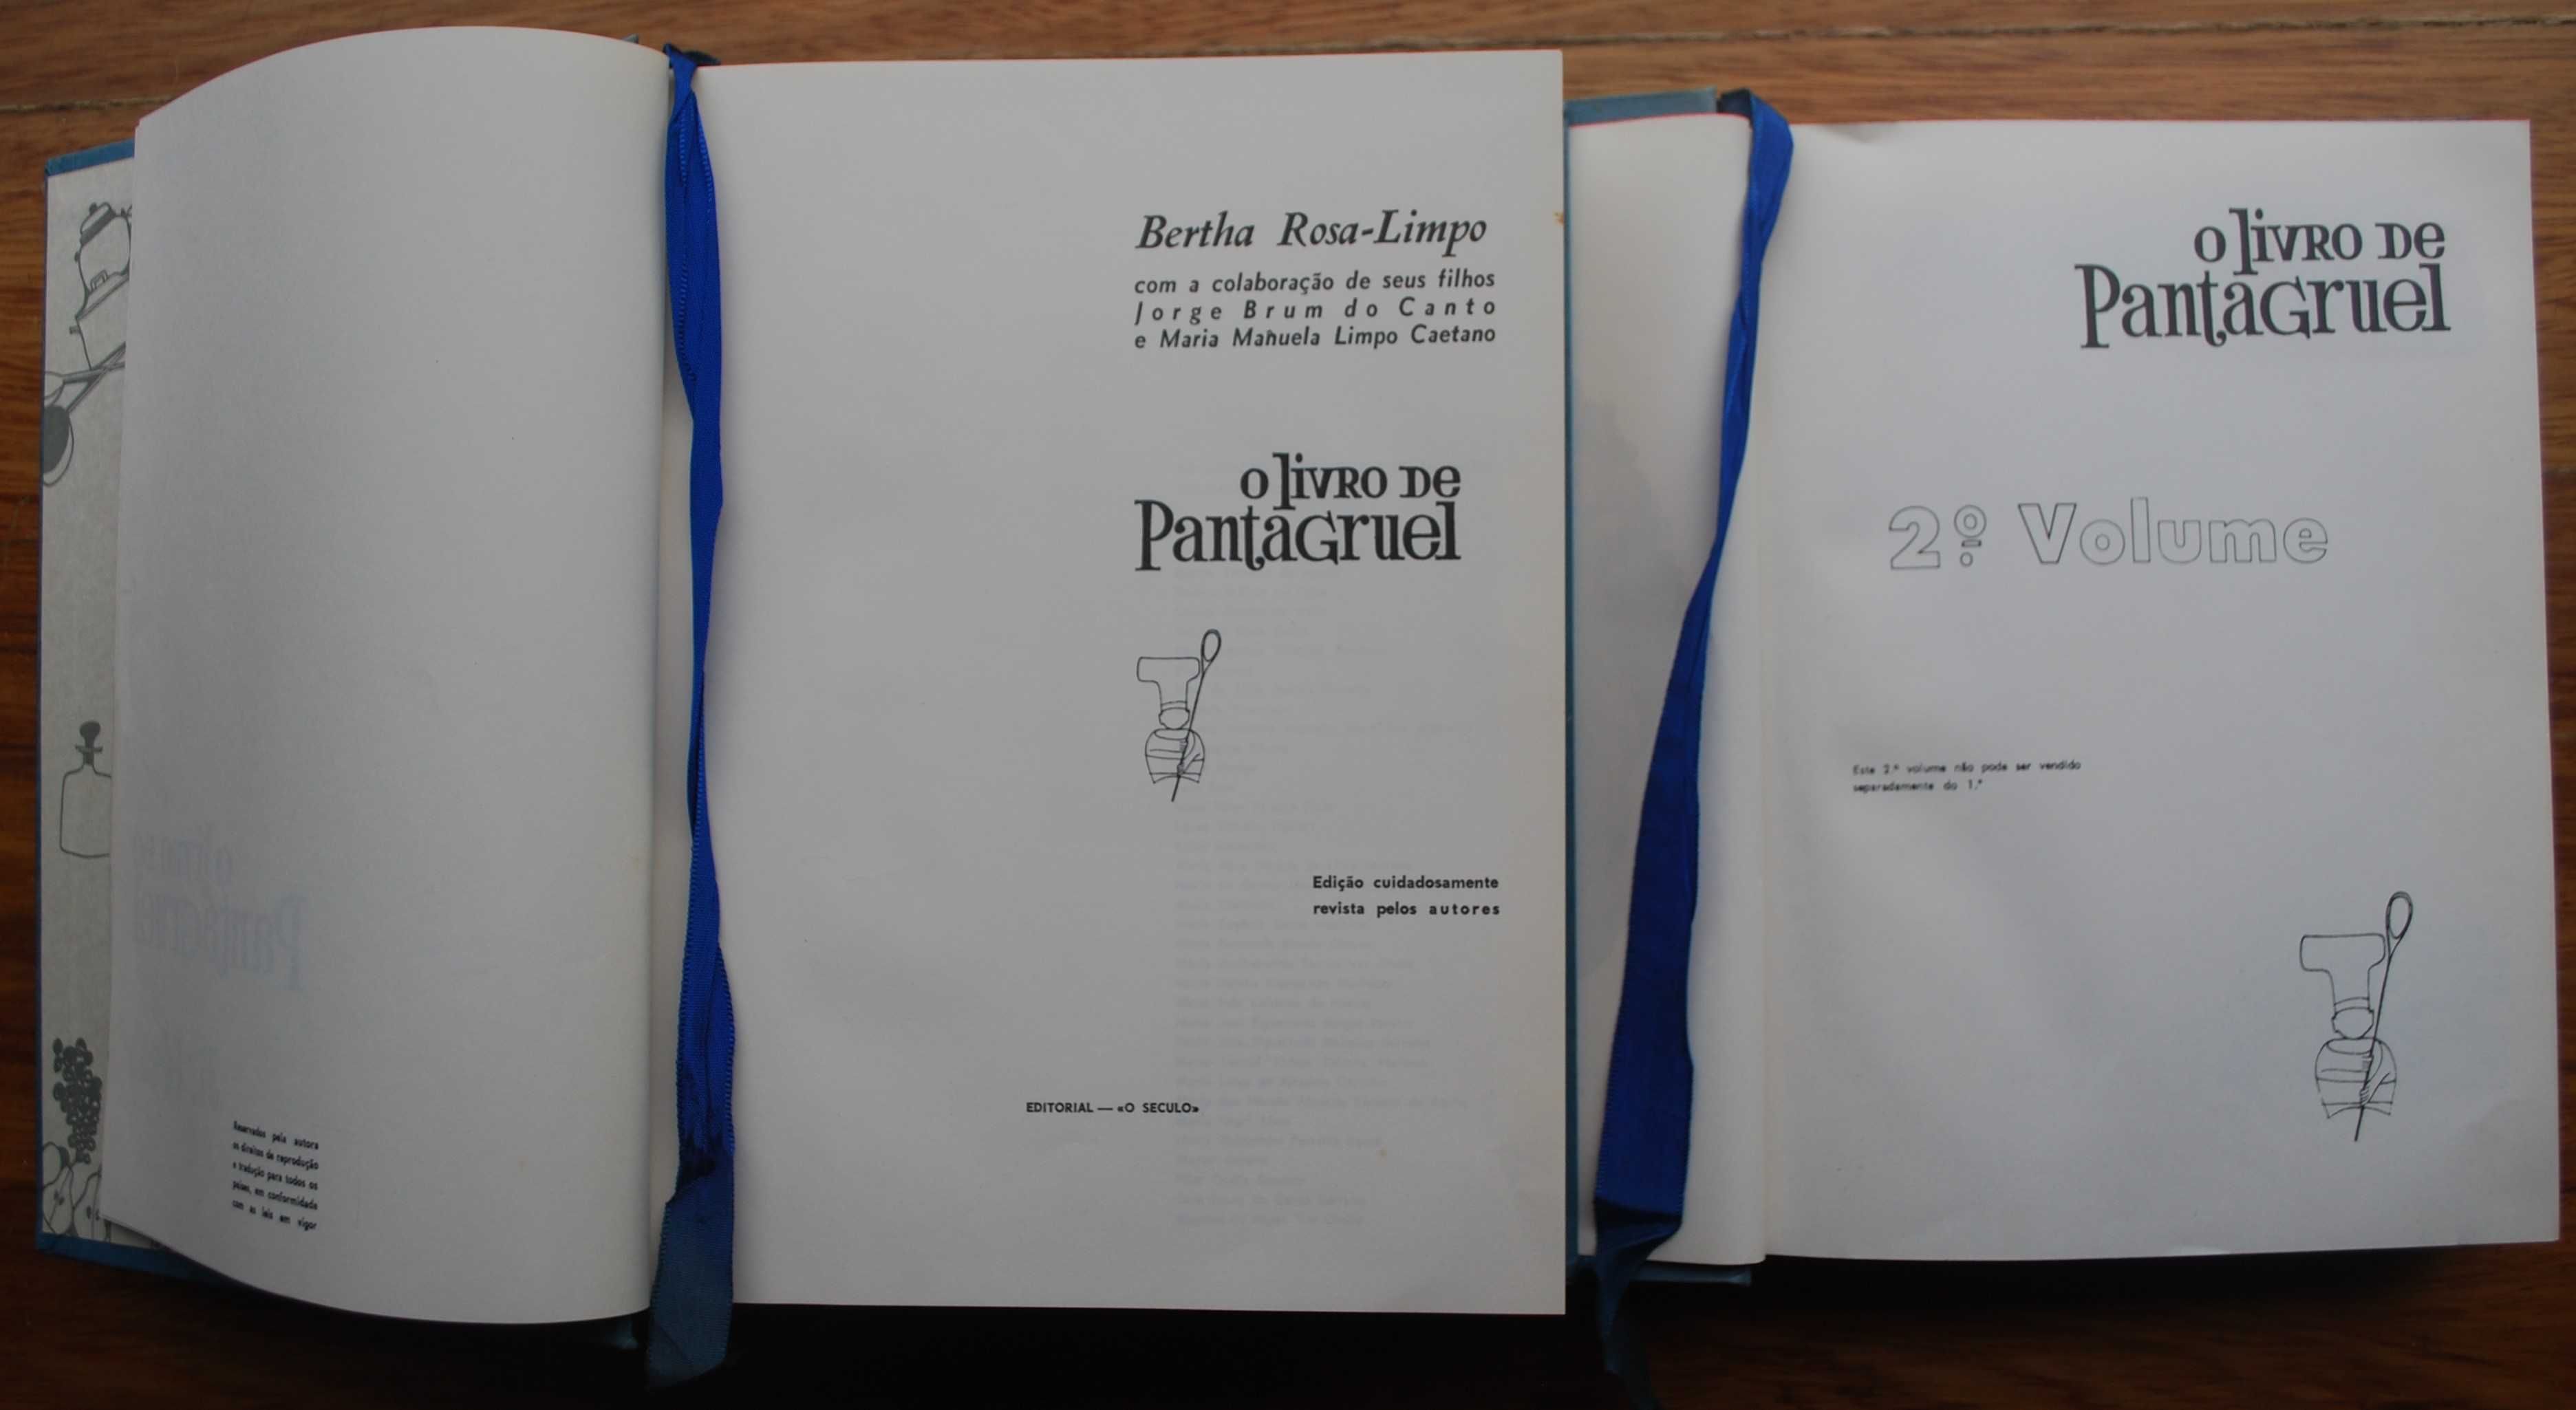 Reservados pela autora
os direitos de reprodução
e tradução para todos os
países, em conformidade
com as leis em vigor
Bertha Rosa-Limpo
com a colaboração de seus filhos
Jorge Brum do Canto
e Maria Manuela Limpo Caetano
o livro de
Pantagruel
Edição cuidadosamente
revista pelos autores
EDITORIAL — «O SECULO»
o livro de
Pantagruel
2º Volume
Este 2.º volume não pode ser vendido
separadamente do 1.º